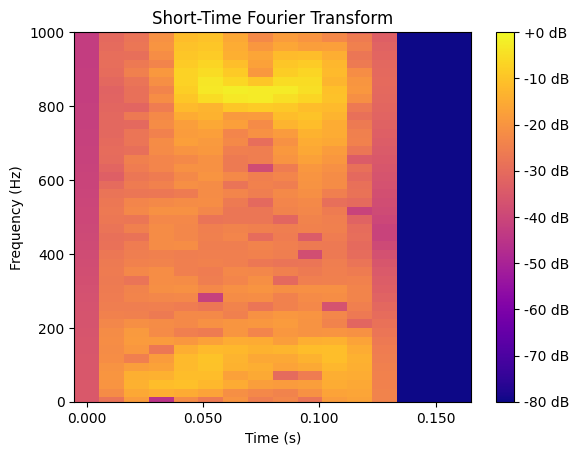 Short-Time Fourier Transform
1000
800
600
400
200
0
Frequency (Hz)
0.000
0.050
0.100
0.150
Time (s)
+0 dB
-10 dB
-20 dB
-30 dB
-40 dB
-50 dB
-60 dB
-70 dB
-80 dB